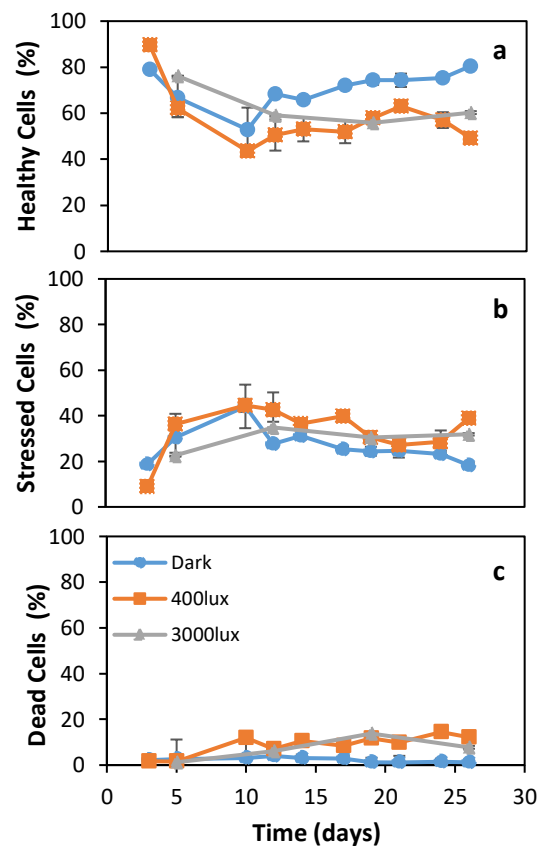 100
a
80
60
40
20
0
Healthy Cells (%)
100
b
80
60
40
20
0
Stressed Cells (%)
100
c
80
60
40
20
0
Dead Cells (%)
Dark
400lux
3000lux
0 5 10 15 20 25 30
Time (days)